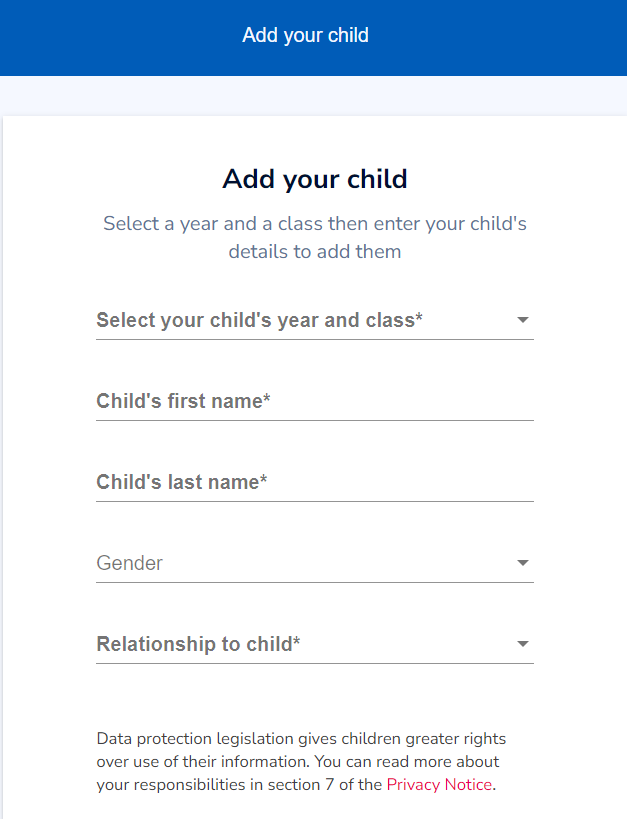 Add your child
Add your child
Select a year and a class then enter your child's
details to add them
Select your child's year and class*
Child's first name*
Child's last name*
Gender
Relationship to child*
Data protection legislation gives children greater rights
over use of their information. You can read more about
your responsibilities in section 7 of the Privacy Notice.